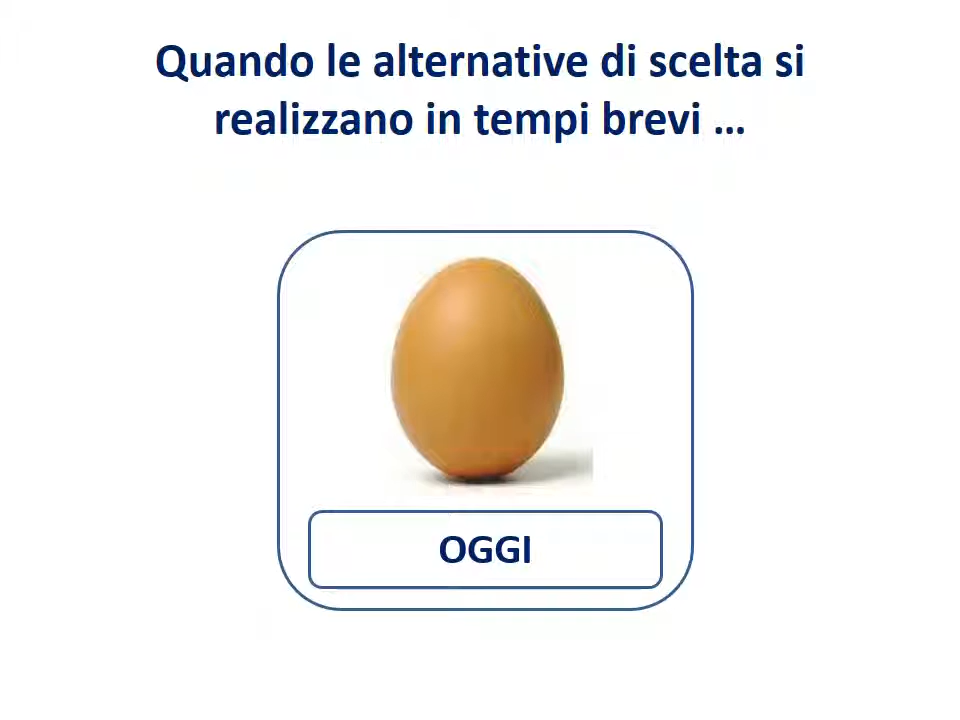 Quando le alternative di scelta si
realizzano in tempi brevi ...
OGGI